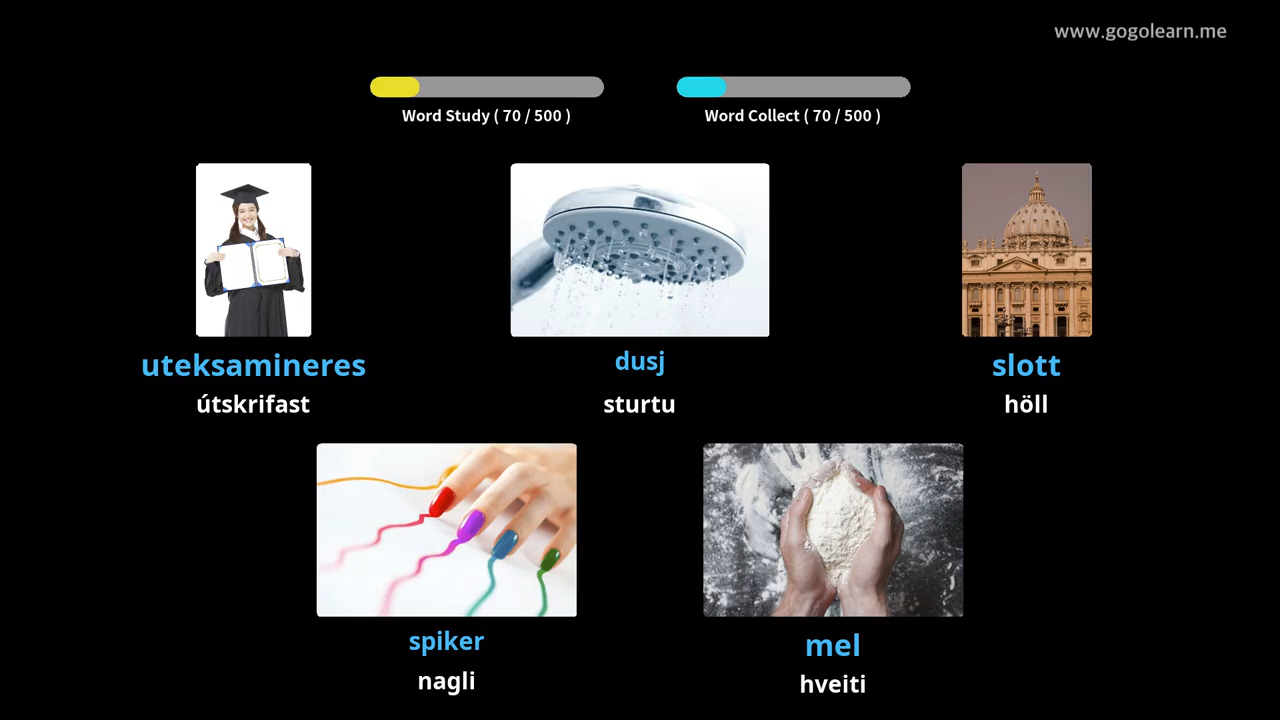 www.gogolearn.me
Word Study ( 70 / 500 )
Word Collect ( 70 / 500 )
uteksamineres
útskrifast
dusj
sturtu
slott
höll
spiker
nagli
mel
hveiti